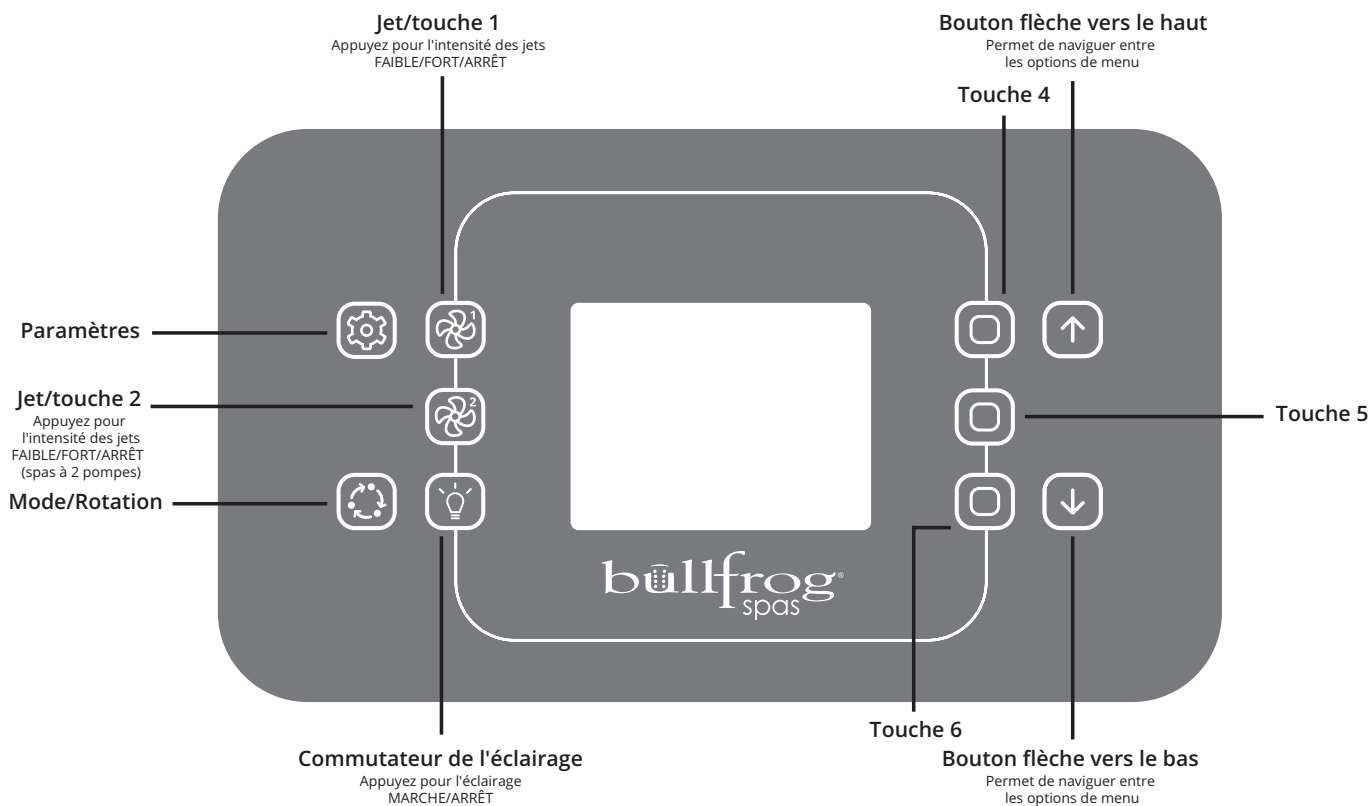 Jet/touche 1
Appuyez pour l'intensité des jets
FAIBLE/FORT/ARRÊT
Bouton flèche vers le haut
Permet de naviguer entre
les options de menu
Touche 4
Paramètres
1
Jet/touche 2
Appuyez pour
l'intensité des jets
FAIBLE/FORT/ARRÊT
(spas à 2 pompes)
2
Touche 5
Mode/Rotation
bullfrog®
spas
Touche 6
Commutateur de l'éclairage
Appuyez pour l'éclairage
MARCHE/ARRÊT
Bouton flèche vers le bas
Permet de naviguer entre
les options de menu